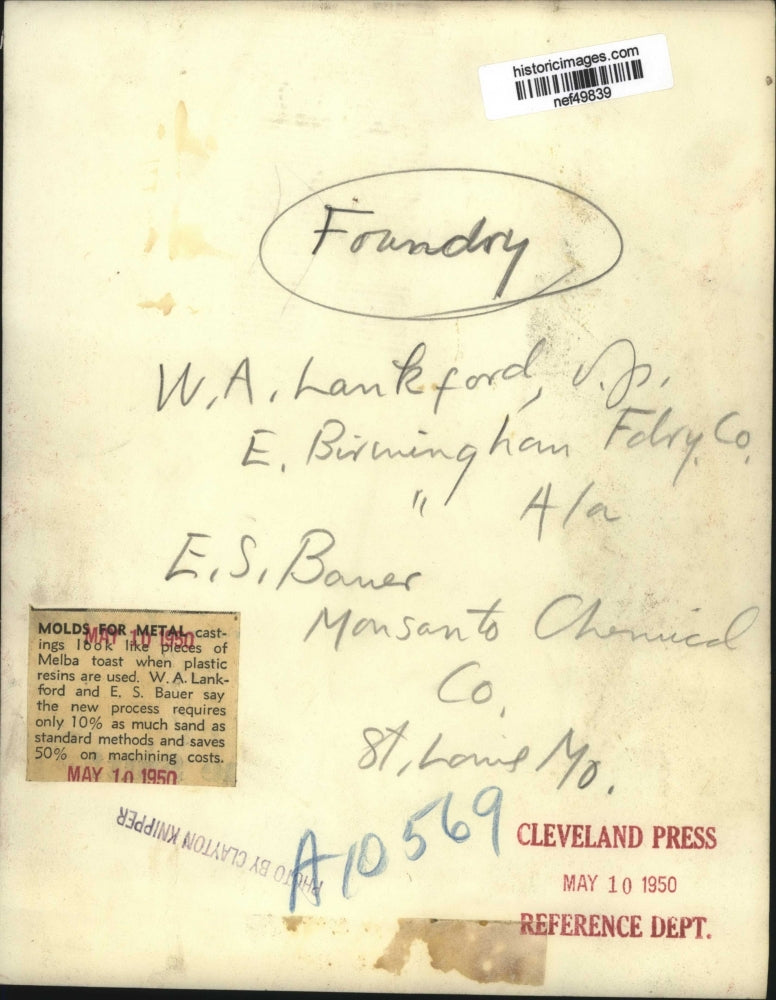 historicimages.com
nef49839
Foundry
W.A. Lankford, v.p.
E. Birmingham Fdry. Co.
" Ala
E.S. Bauer
Monsanto Chemical
Co.
St. Louis Mo.
MOLDS FOR METAL cast-
MAY 10 1950
ings look like pieces of
Melba toast when plastic
resins are used. W. A. Lank-
ford and E. S. Bauer say
the new process requires
only 10% as much sand as
standard methods and saves
50% on machining costs.
MAY 10 1950
PHOTO BY CLAYTON KNIPPER
A10569
CLEVELAND PRESS
MAY 10 1950
REFERENCE DEPT.